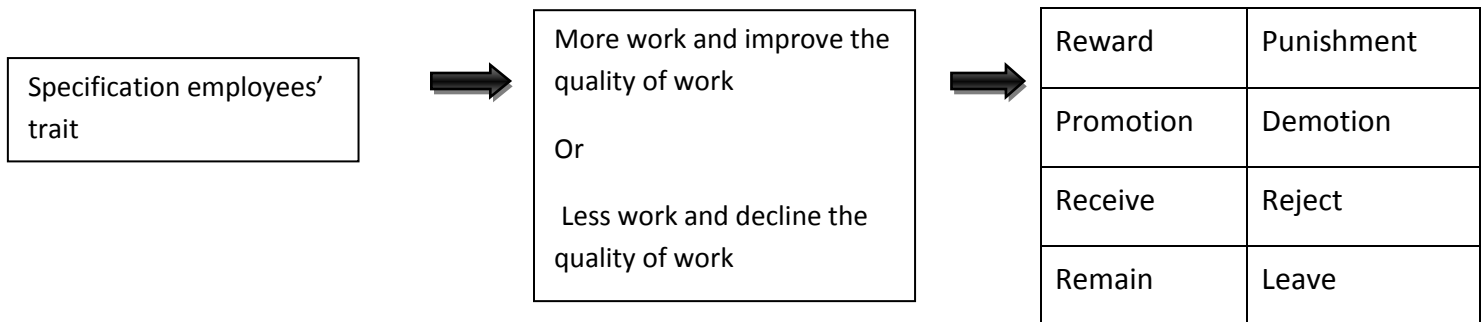 Specification employees’
trait
More work and improve the
quality of work
Or
Less work and decline the
quality of work
Reward Punishment
Promotion Demotion
Receive Reject
Remain Leave